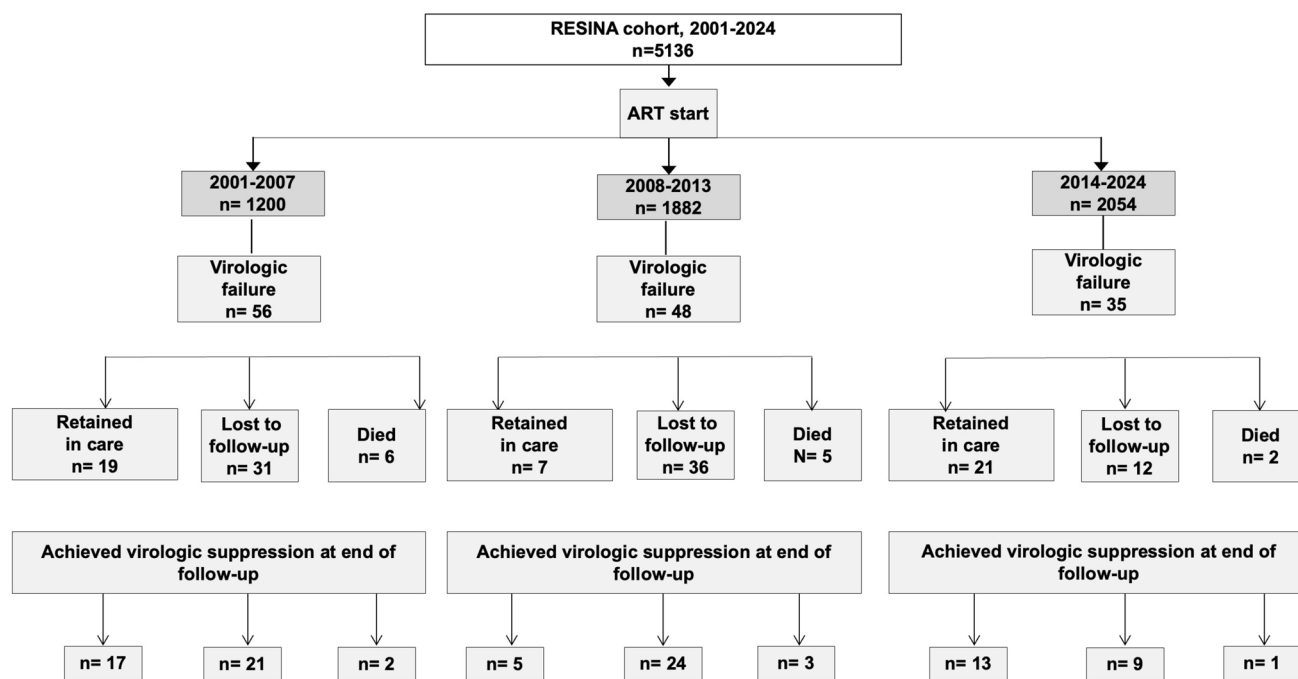 RESINA cohort, 2001-2024
n=5136
ART start
2001-2007
n= 1200
2008-2013
n= 1882
2014-2024
n= 2054
Virologic
failure
n= 56
Virologic
failure
n= 48
Virologic
failure
n= 35
Retained
in care
n= 19
Lost to
follow-up
n= 31
Died
n= 6
Retained
in care
n= 7
Lost to
follow-up
n= 36
Died
N= 5
Retained
in care
n= 21
Lost to
follow-up
n= 12
Died
n= 2
Achieved virologic suppression at end of
follow-up
Achieved virologic suppression at end of
follow-up
Achieved virologic suppression at end of
follow-up
n= 17
n= 21
n= 2
n= 5
n= 24
n= 3
n= 13
n= 9
n= 1